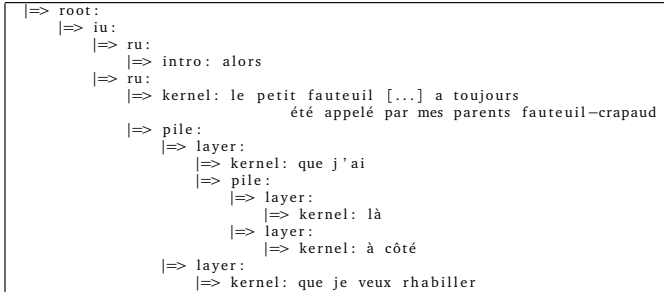 |=> root:
|=> iu:
|=> ru:
|=> intro: alors
|=> ru:
|=> kernel: le petit fauteuil [...] a toujours
été appelé par mes parents fauteuil−crapaud
|=> pile:
|=> layer:
|=> kernel: que j'ai
|=> pile:
|=> layer:
|=> kernel: là
|=> layer:
|=> kernel: à côté
|=> layer:
|=> kernel: que je veux rhabiller